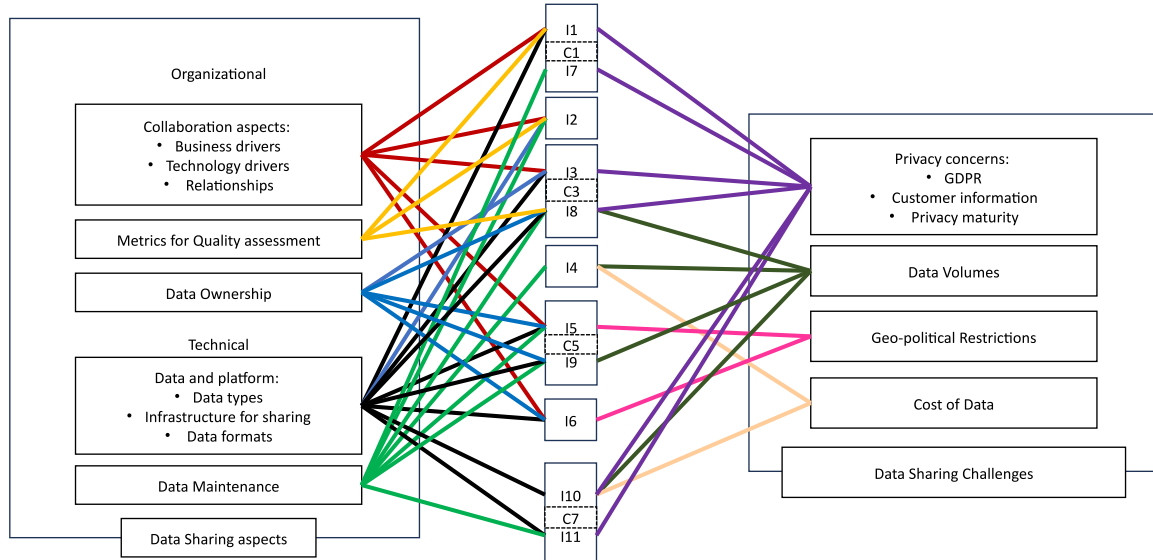 Organizational
Collaboration aspects:
• Business drivers
• Technology drivers
• Relationships
Metrics for Quality assessment
Data Ownership
Technical
Data and platform:
• Data types
• Infrastructure for sharing
• Data formats
Data Maintenance
Data Sharing aspects
I1
C1
I7
I2
I3
C3
I8
I4
I5
C5
I9
I6
I10
C7
I11
Privacy concerns:
• GDPR
• Customer information
• Privacy maturity
Data Volumes
Geo-political Restrictions
Cost of Data
Data Sharing Challenges